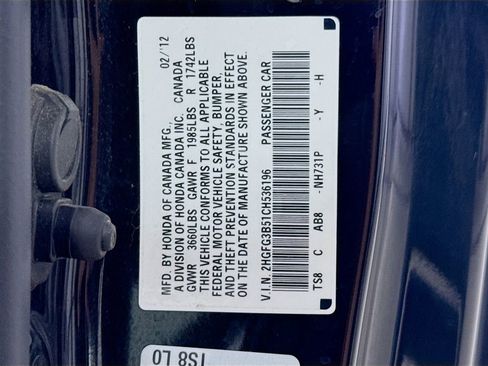 MFD. BY HONDA OF CANADA MFG., 02/'12
A DIVISION OF HONDA CANADA INC. CANADA
GVWR 3660LBS GAWR F 1985LBS R 1742LBS
THIS VEHICLE CONFORMS TO ALL APPLICABLE
FEDERAL MOTOR VEHICLE SAFETY, BUMPER,
AND THEFT PREVENTION STANDARDS IN EFFECT
ON THE DATE OF MANUFACTURE SHOWN ABOVE.
V.I.N. 2HGFG3B51CH536196 PASSENGER CAR
TS8 C AB8 -NH731P -Y -H
TS8 L0